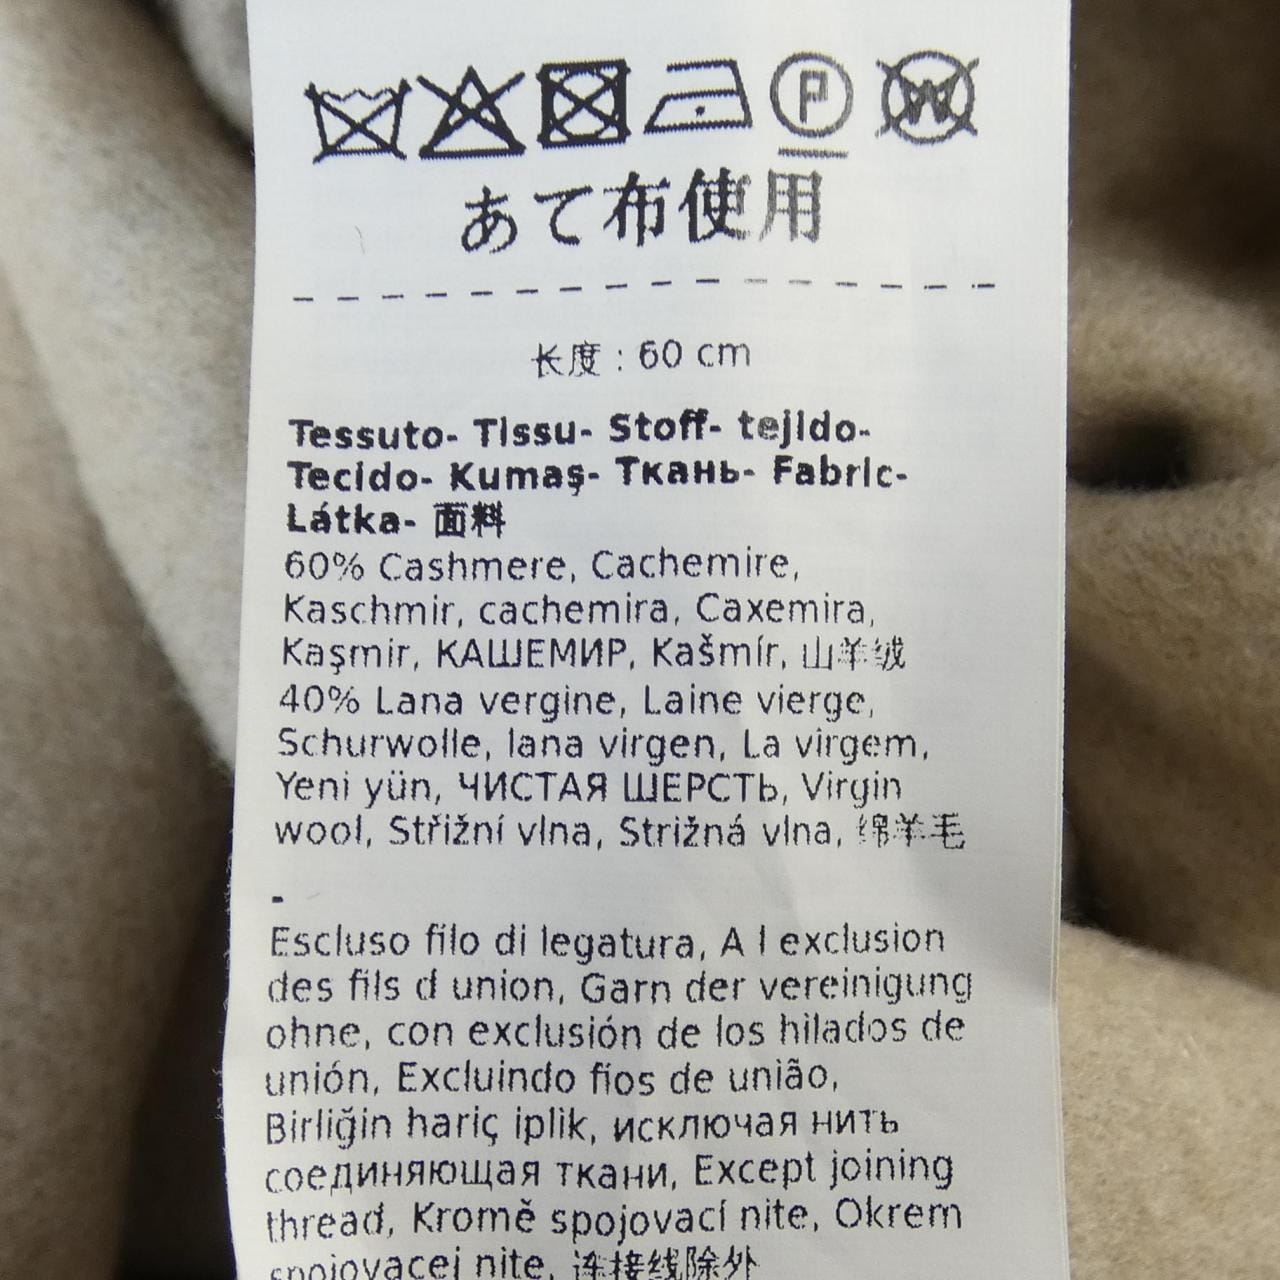 P W
あて布使用
长度 : 60 cm
Tessuto- Tissu- Stoff- tejido-
Tecido- Kumaş- Ткань- Fabric-
Látka- 面料
60% Cashmere, Cachemire,
Kaschmir, cachemira, Caxemira,
Kaşmir, КАШЕМИР, Kašmír, 山羊绒
40% Lana vergine, Laine vierge,
Schurwolle, lana virgen, La virgem,
Yeni yün, ЧИСТАЯ ШЕРСТЬ, Virgin
wool, Střižní vlna, Strižná vlna, 绵羊毛
-
Escluso filo di legatura, A l exclusion
des fils d union, Garn der vereinigung
ohne, con exclusión de los hilados de
unión, Excluindo fios de união,
Birliğin hariç iplik, исключая нить
соединяющая ткани, Except joining
thread, Kromě spojovací nite, Okrem
spojovacej nite, 连接线除外